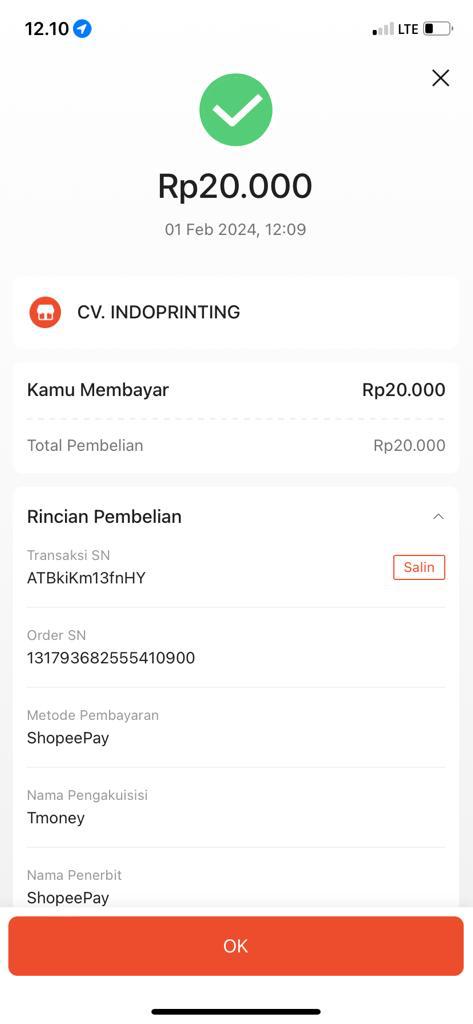 12.10
LTE
Rp20.000
01 Feb 2024, 12:09
CV. INDOPRINTING
Kamu Membayar Rp20.000
Total Pembelian Rp20.000
Rincian Pembelian
Transaksi SN
ATBkiKm13fnHY Salin
Order SN
131793682555410900
Metode Pembayaran
ShopeePay
Nama Pengakuisisi
Tmoney
Nama Penerbit
ShopeePay
OK